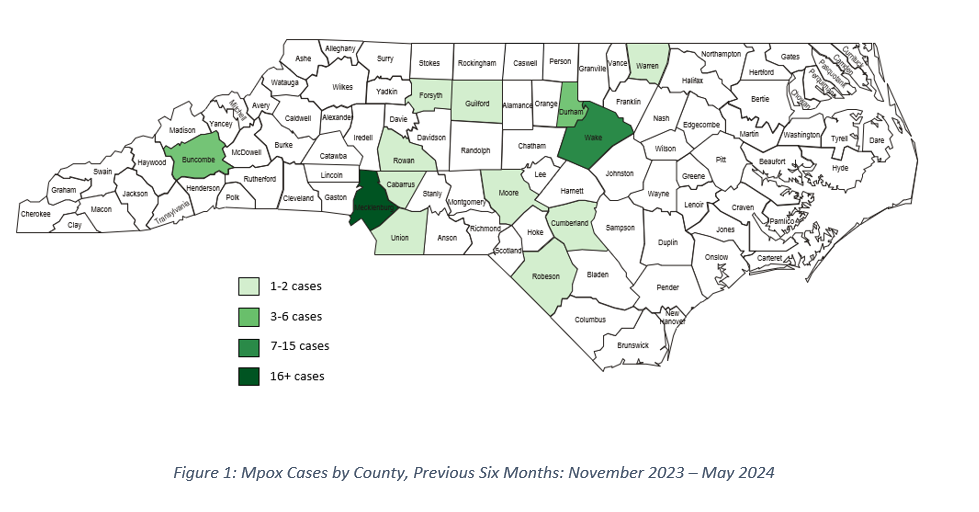 Alleghany
Ashe
Surry
Stokes
Rockingham
Caswell
Person
Granville
Vance
Warren
Northampton
Gates
Currituck
Camden
Pasquotank
Perquimans
Hertford
Halifax
Watauga
Wilkes
Yadkin
Forsyth
Guilford
Alamance
Orange
Durham
Franklin
Bertie
Chowan
Mitchell
Avery
Caldwell
Alexander
Davie
Nash
Edgecombe
Martin
Washington
Tyrell
Dare
Madison
Yancey
Iredell
Davidson
Randolph
Chatham
Wake
Wilson
Buncombe
McDowell
Burke
Catawba
Rowan
Pitt
Beaufort
Hyde
Haywood
Swain
Rutherford
Lincoln
Lee
Johnston
Greene
Graham
Jackson
Henderson
Polk
Cleveland
Gaston
Cabarrus
Stanly
Montgomery
Moore
Harnett
Wayne
Lenoir
Craven
Pamlico
Cherokee
Macon
Clay
Transylvania
Mecklenburg
Union
Anson
Richmond
Scotland
Hoke
Cumberland
Sampson
Duplin
Jones
Onslow
Carteret
Robeson
Bladen
Pender
Columbus
New
Hanover
Brunswick
1-2 cases
3-6 cases
7-15 cases
16+ cases
Figure 1: Mpox Cases by County, Previous Six Months: November 2023 – May 2024